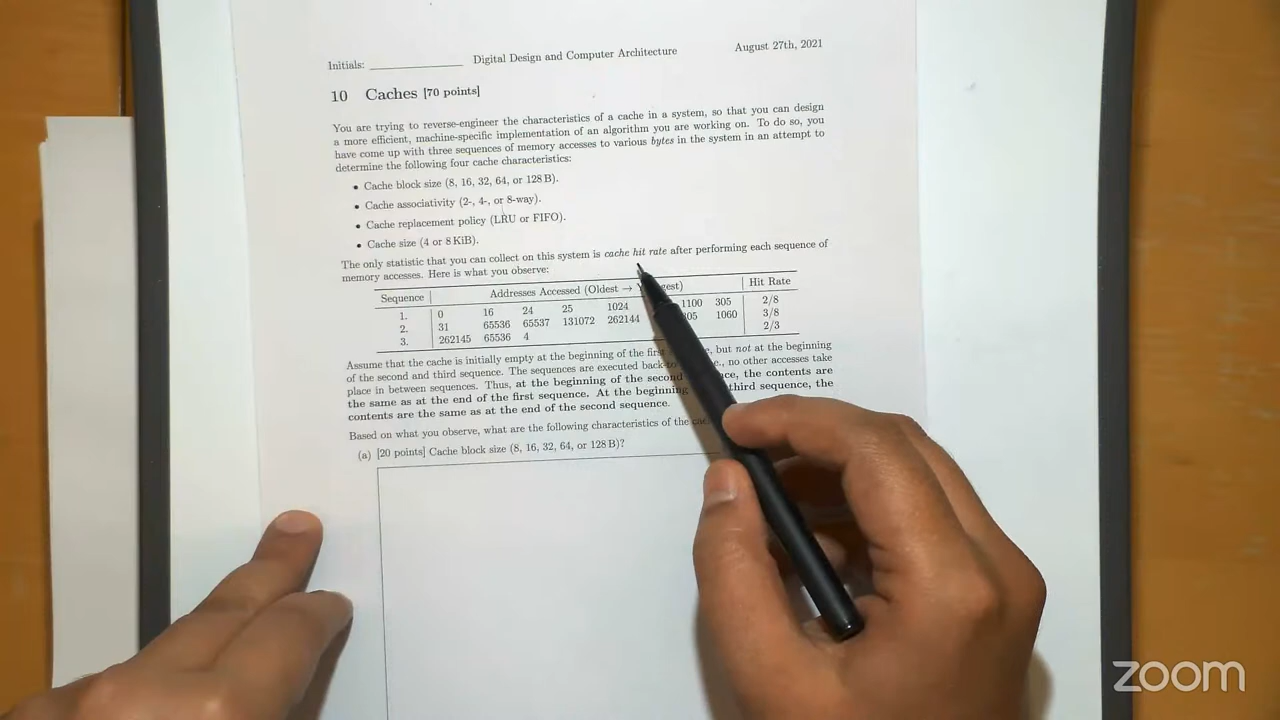 Initials: Digital Design and Computer Architecture August 27th, 2021
10 Caches [70 points]
You are trying to reverse-engineer the characteristics of a cache in a system, so that you can design
a more efficient, machine-specific implementation of an algorithm you are working on. To do so, you
have come up with three sequences of memory accesses to various bytes in the system in an attempt to
determine the following four cache characteristics:
• Cache block size (8, 16, 32, 64, or 128 B).
• Cache associativity (2-, 4-, or 8-way).
• Cache replacement policy (LRU or FIFO).
• Cache size (4 or 8 KiB).
The only statistic that you can collect on this system is cache hit rate after performing each sequence of
memory accesses. Here is what you observe:
Sequence Addresses Accessed (Oldest → Hit Rate
1. 0 16 24 25 1024 1100 305 2/8
2. 31 65536 65537 131072 262144 1060 3/8
3. 262145 65536 4 2/3
Assume that the cache is initially empty at the beginning of the first but not at the beginning
of the second and third sequence. The sequences are executed no other accesses take
place in between sequences. Thus, at the beginning of the second the contents are
the same as at the end of the first sequence. At the beginning third sequence, the
contents are the same as at the end of the second sequence.
Based on what you observe, what are the following characteristics of the
(a) [20 points] Cache block size (8, 16, 32, 64, or 128 B)?
zoom